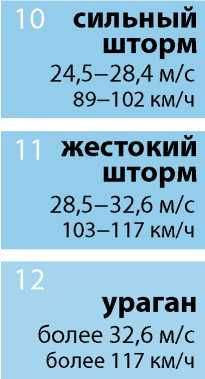 10 сильный
шторм
24,5–28,4 м/с
89–102 км/ч
11 жестокий
шторм
28,5–32,6 м/с
103–117 км/ч
12
ураган
более 32,6 м/с
более 117 км/ч